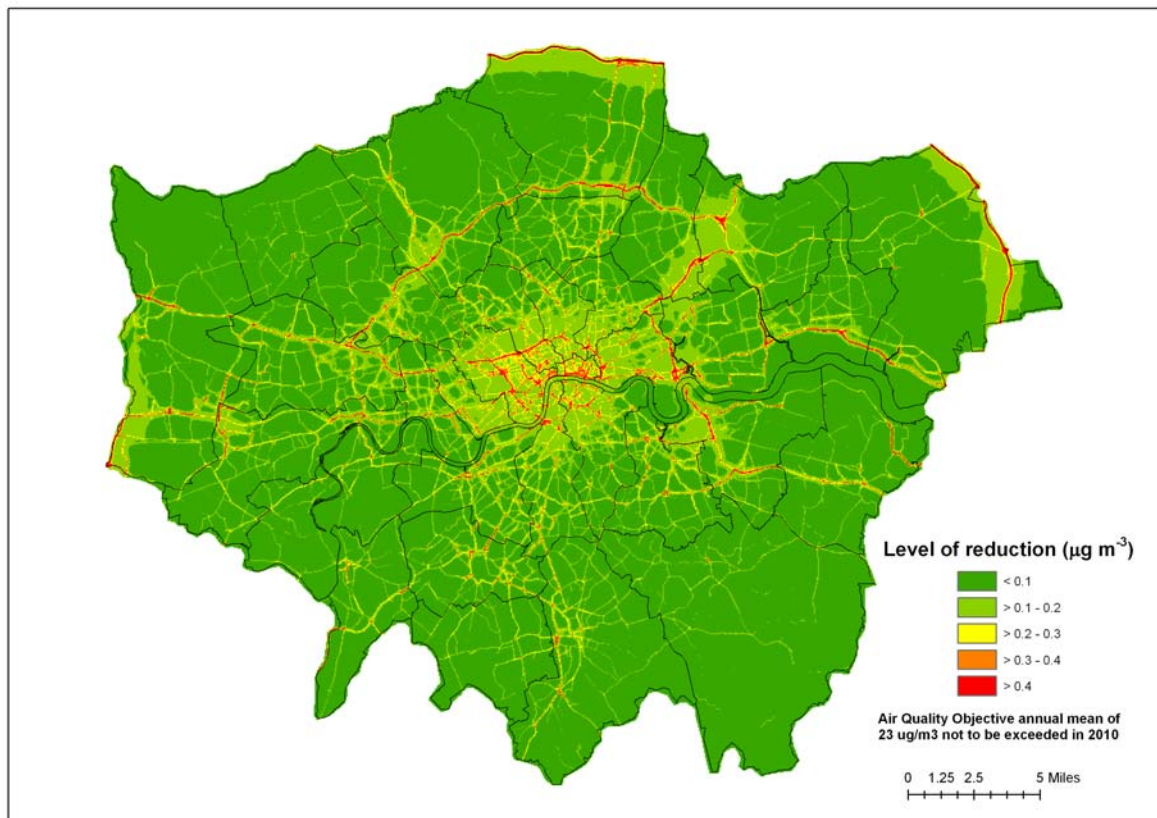 Level of reduction (µg m-3)
< 0.1
> 0.1 - 0.2
> 0.2 - 0.3
> 0.3 - 0.4
> 0.4
Air Quality Objective annual mean of
23 ug/m3 not to be exceeded in 2010
0 1.25 2.5 5 Miles